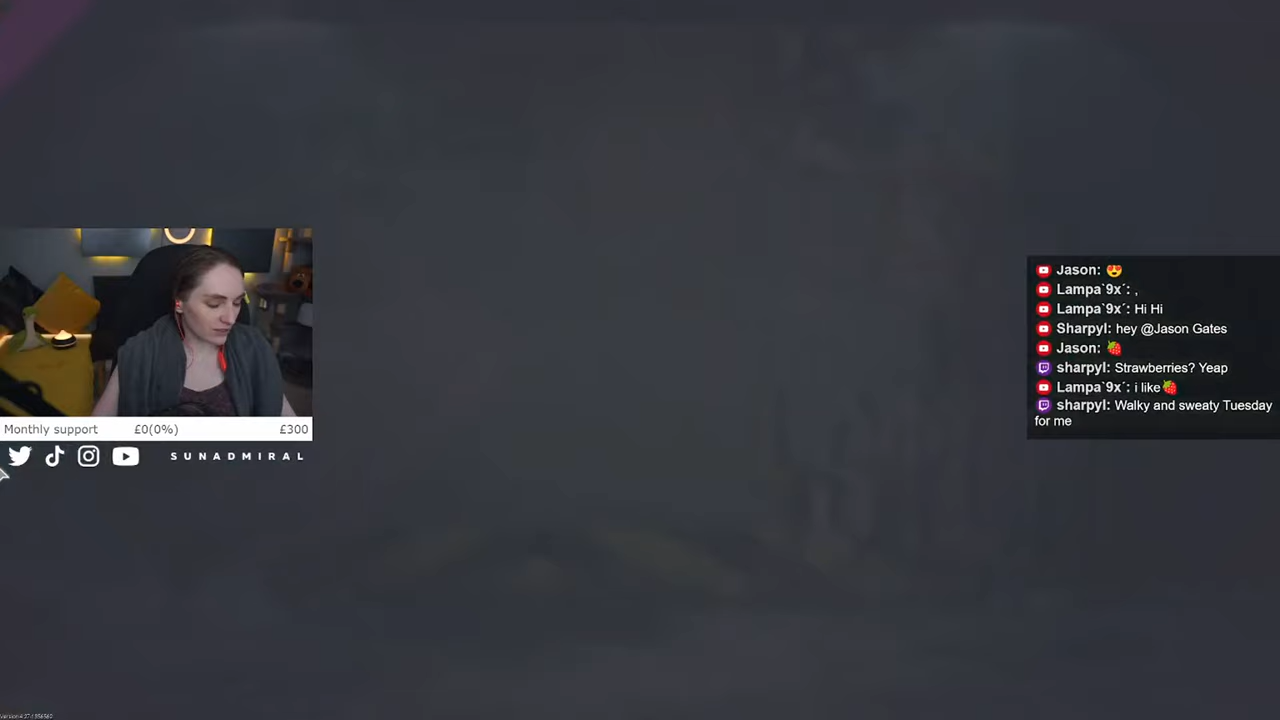 Monthly support £0(0%) £300
SUNADMIRAL
Jason: 😍
Lampa`9x´: ,
Lampa`9x´: Hi Hi
Sharpyl: hey @Jason Gates
Jason: 🍓
sharpyl: Strawberries? Yeap
Lampa`9x´: i like🍓
sharpyl: Walky and sweaty Tuesday
for me